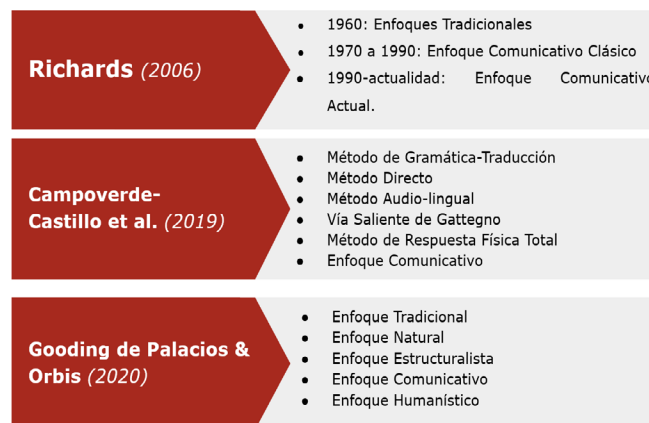 Richards (2006)
• 1960: Enfoques Tradicionales
• 1970 a 1990: Enfoque Comunicativo Clásico
• 1990-actualidad: Enfoque Comunicativo
Actual.
Campoverde-
Castillo et al. (2019)
• Método de Gramática-Traducción
• Método Directo
• Método Audio-lingual
• Vía Saliente de Gattegno
• Método de Respuesta Física Total
• Enfoque Comunicativo
Gooding de Palacios &
Orbis (2020)
• Enfoque Tradicional
• Enfoque Natural
• Enfoque Estructuralista
• Enfoque Comunicativo
• Enfoque Humanístico